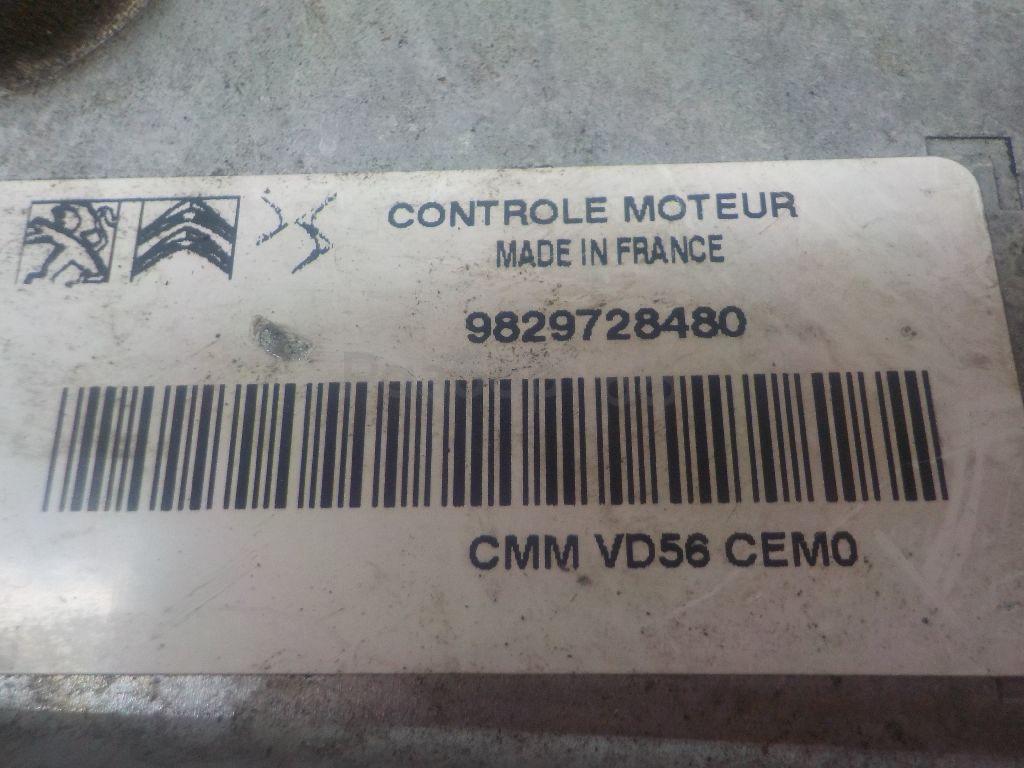 CONTROLE MOTEUR
MADE IN FRANCE
9829728480
CMM VD56 CEM0